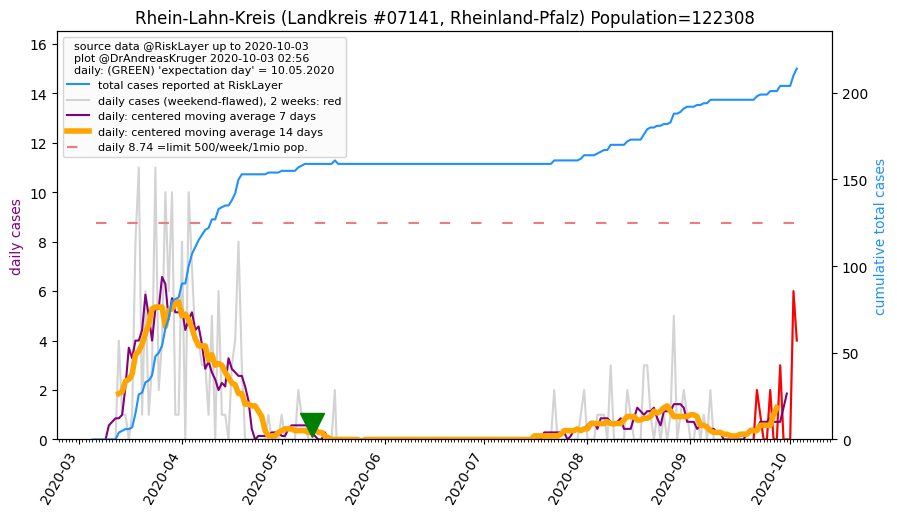 Rhein-Lahn-Kreis (Landkreis #07141, Rheinland-Pfalz) Population=122308
source data @RiskLayer up to 2020-10-03
plot @DrAndreasKruger 2020-10-03 02:56
daily: (GREEN) 'expectation day' = 10.05.2020
total cases reported at RiskLayer
daily cases (weekend-flawed), 2 weeks: red
daily: centered moving average 7 days
daily: centered moving average 14 days
daily 8.74 =limit 500/week/1mio pop.
daily cases
16
14
12
10
8
6
4
2
0
200
150
100
50
0
cumulative total cases
2020-03
2020-04
2020-05
2020-06
2020-07
2020-08
2020-09
2020-10